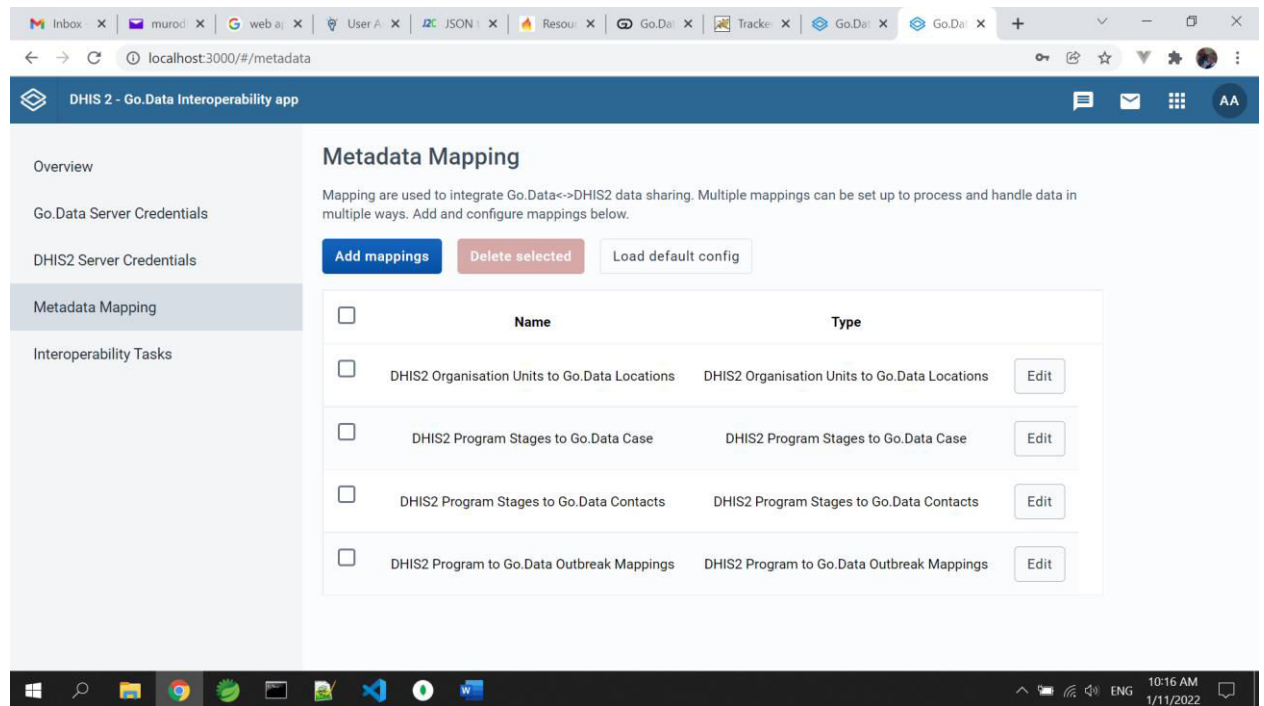 Inbox
murod
web ap
User A
JSON
Resou
Go.Dat
Tracke
Go.Dat
Go.Dat
localhost:3000/#/metadata
DHIS 2 - Go.Data Interoperability app
AA
Overview
Go.Data Server Credentials
DHIS2 Server Credentials
Metadata Mapping
Interoperability Tasks
Metadata Mapping
Mapping are used to integrate Go.Data<->DHIS2 data sharing. Multiple mappings can be set up to process and handle data in
multiple ways. Add and configure mappings below.
Add mappings Delete selected Load default config
Name Type
DHIS2 Organisation Units to Go.Data Locations DHIS2 Organisation Units to Go.Data Locations Edit
DHIS2 Program Stages to Go.Data Case DHIS2 Program Stages to Go.Data Case Edit
DHIS2 Program Stages to Go.Data Contacts DHIS2 Program Stages to Go.Data Contacts Edit
DHIS2 Program to Go.Data Outbreak Mappings DHIS2 Program to Go.Data Outbreak Mappings Edit
ENG
10:16 AM
1/11/2022